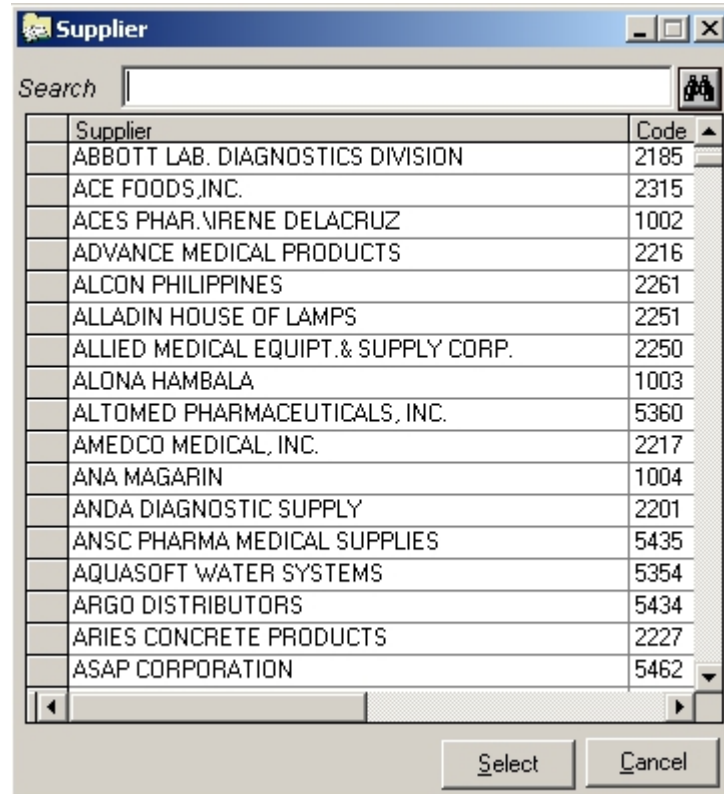 Supplier
Search
Supplier Code
ABBOTT LAB. DIAGNOSTICS DIVISION 2185
ACE FOODS,INC. 2315
ACES PHAR.\IRENE DELACRUZ 1002
ADVANCE MEDICAL PRODUCTS 2216
ALCON PHILIPPINES 2261
ALLADIN HOUSE OF LAMPS 2251
ALLIED MEDICAL EQUIPT.& SUPPLY CORP. 2250
ALONA HAMBALA 1003
ALTOMED PHARMACEUTICALS, INC. 5360
AMEDCO MEDICAL, INC. 2217
ANA MAGARIN 1004
ANDA DIAGNOSTIC SUPPLY 2201
ANSC PHARMA MEDICAL SUPPLIES 5435
AQUASOFT WATER SYSTEMS 5354
ARGO DISTRIBUTORS 5434
ARIES CONCRETE PRODUCTS 2227
ASAP CORPORATION 5462
Select Cancel